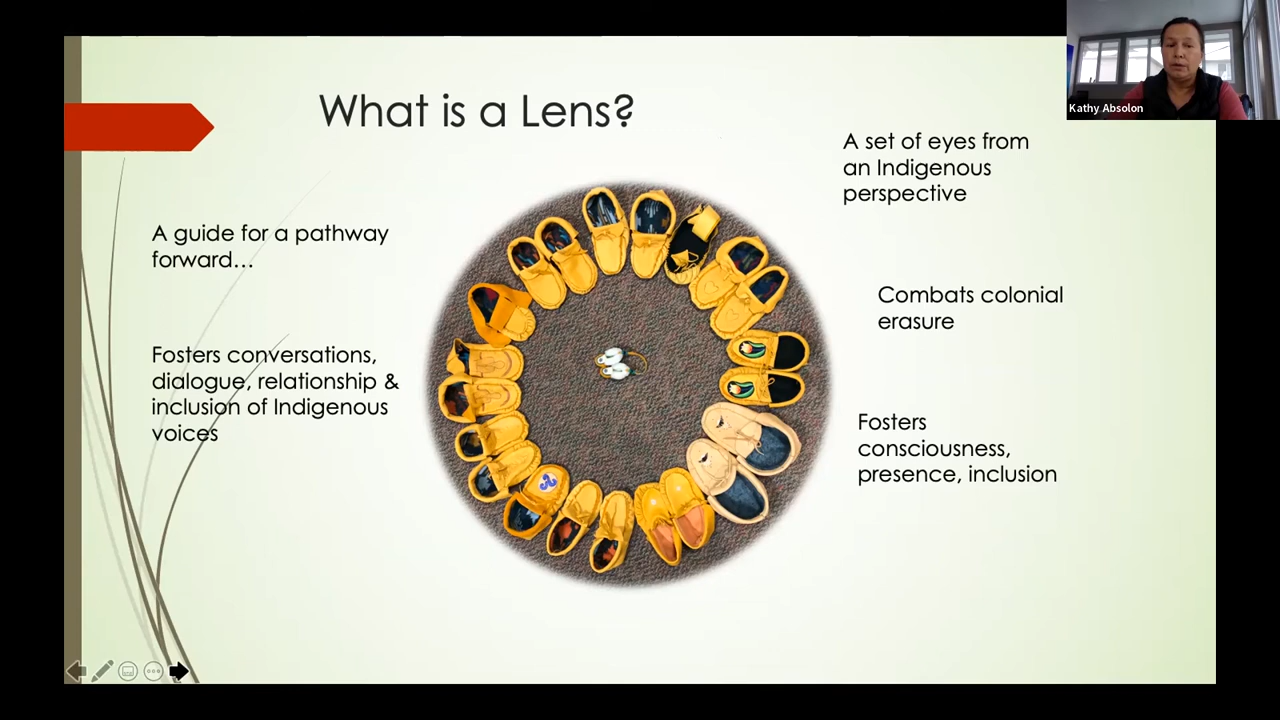 Kathy Absolon
What is a Lens?
A set of eyes from
an Indigenous
perspective
A guide for a pathway
forward…
Combats colonial
erasure
Fosters conversations,
dialogue, relationship &
inclusion of Indigenous
voices
Fosters
consciousness,
presence, inclusion